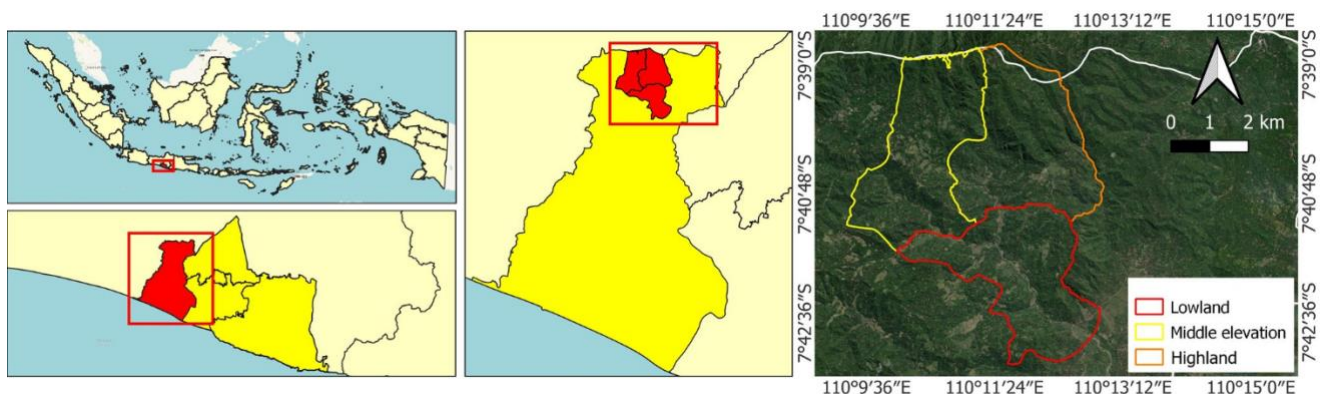 110°9′36″E 110°11′24″E 110°13′12″E 110°15′0″E
7°39′0″S
7°40′48″S
7°42′36″S
0 1 2 km
Lowland
Middle elevation
Highland
7°39′0″S
7°40′48″S
7°42′36″S
110°9′36″E 110°11′24″E 110°13′12″E 110°15′0″E